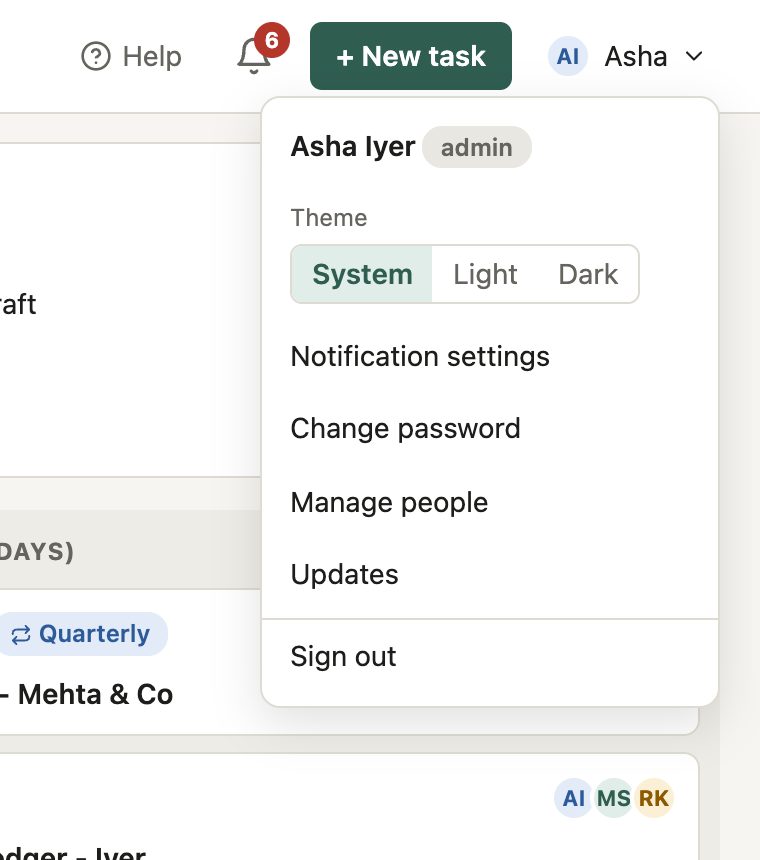 Help
6
+ New task
AI Asha
Asha Iyer admin
Theme
System Light Dark
Notification settings
Change password
Manage people
Updates
Sign out
DAYS)
Quarterly
- Mehta & Co
AI MS RK
- Iyer